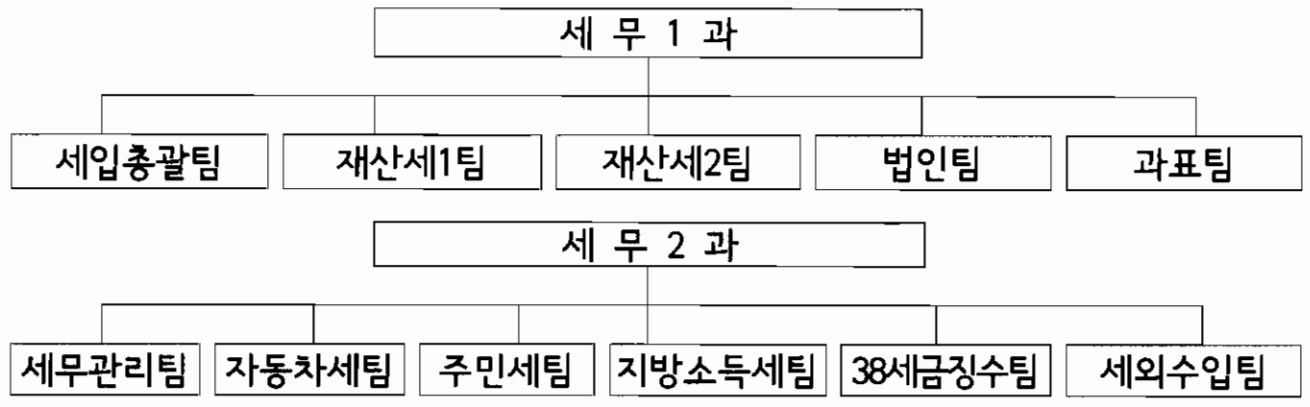 세 무 1 과
세입총괄팀 재산세1팀 재산세2팀 법인팀 과표팀
세 무 2 과
세무관리팀 자동차세팀 주민세팀 지방소득세팀 38세금징수팀 세외수입팀